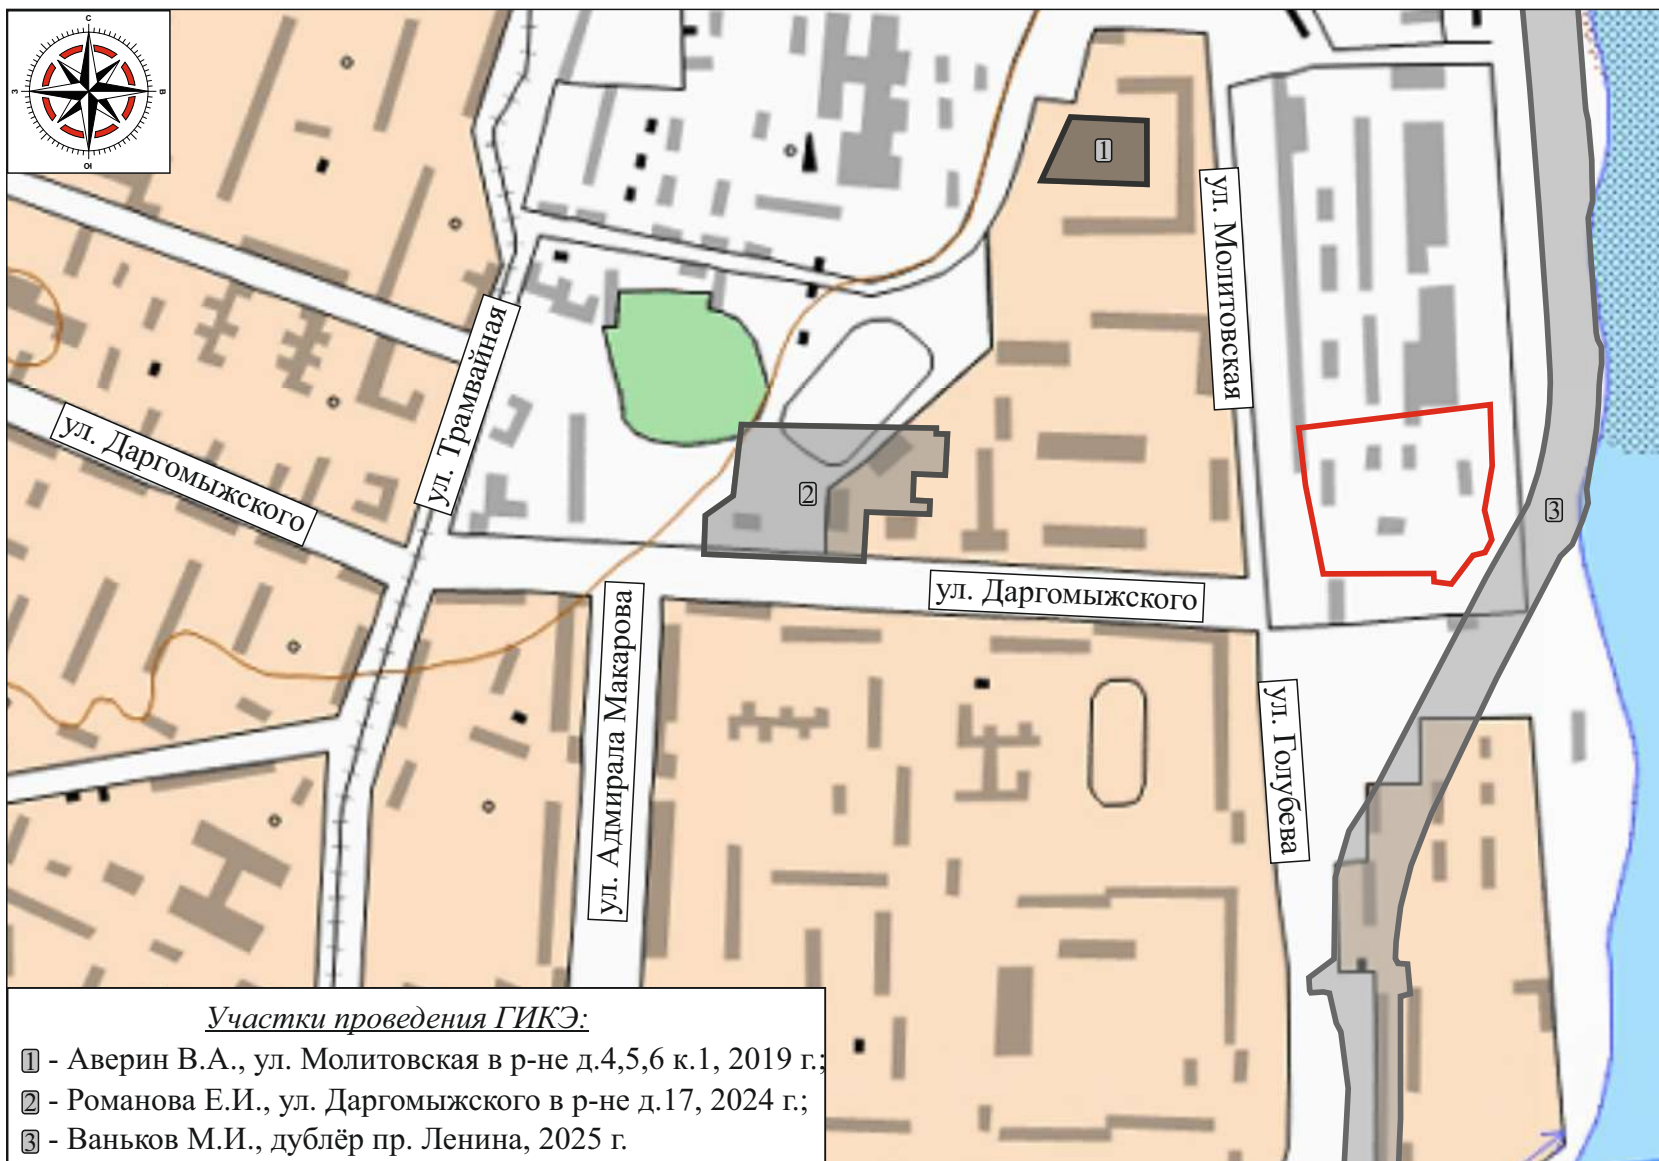 С
З
В
Ю
1
ул. Молитовская
ул. Трамвайная
ул. Даргомыжского
2
3
ул. Даргомыжского
ул. Адмирала Макарова
ул. Голубева
Участки проведения ГИКЭ:
1 - Аверин В.А., ул. Молитовская в р-не д.4,5,6 к.1, 2019 г.;
2 - Романова Е.И., ул. Даргомыжского в р-не д.17, 2024 г.;
3 - Ваньков М.И., дублёр пр. Ленина, 2025 г.